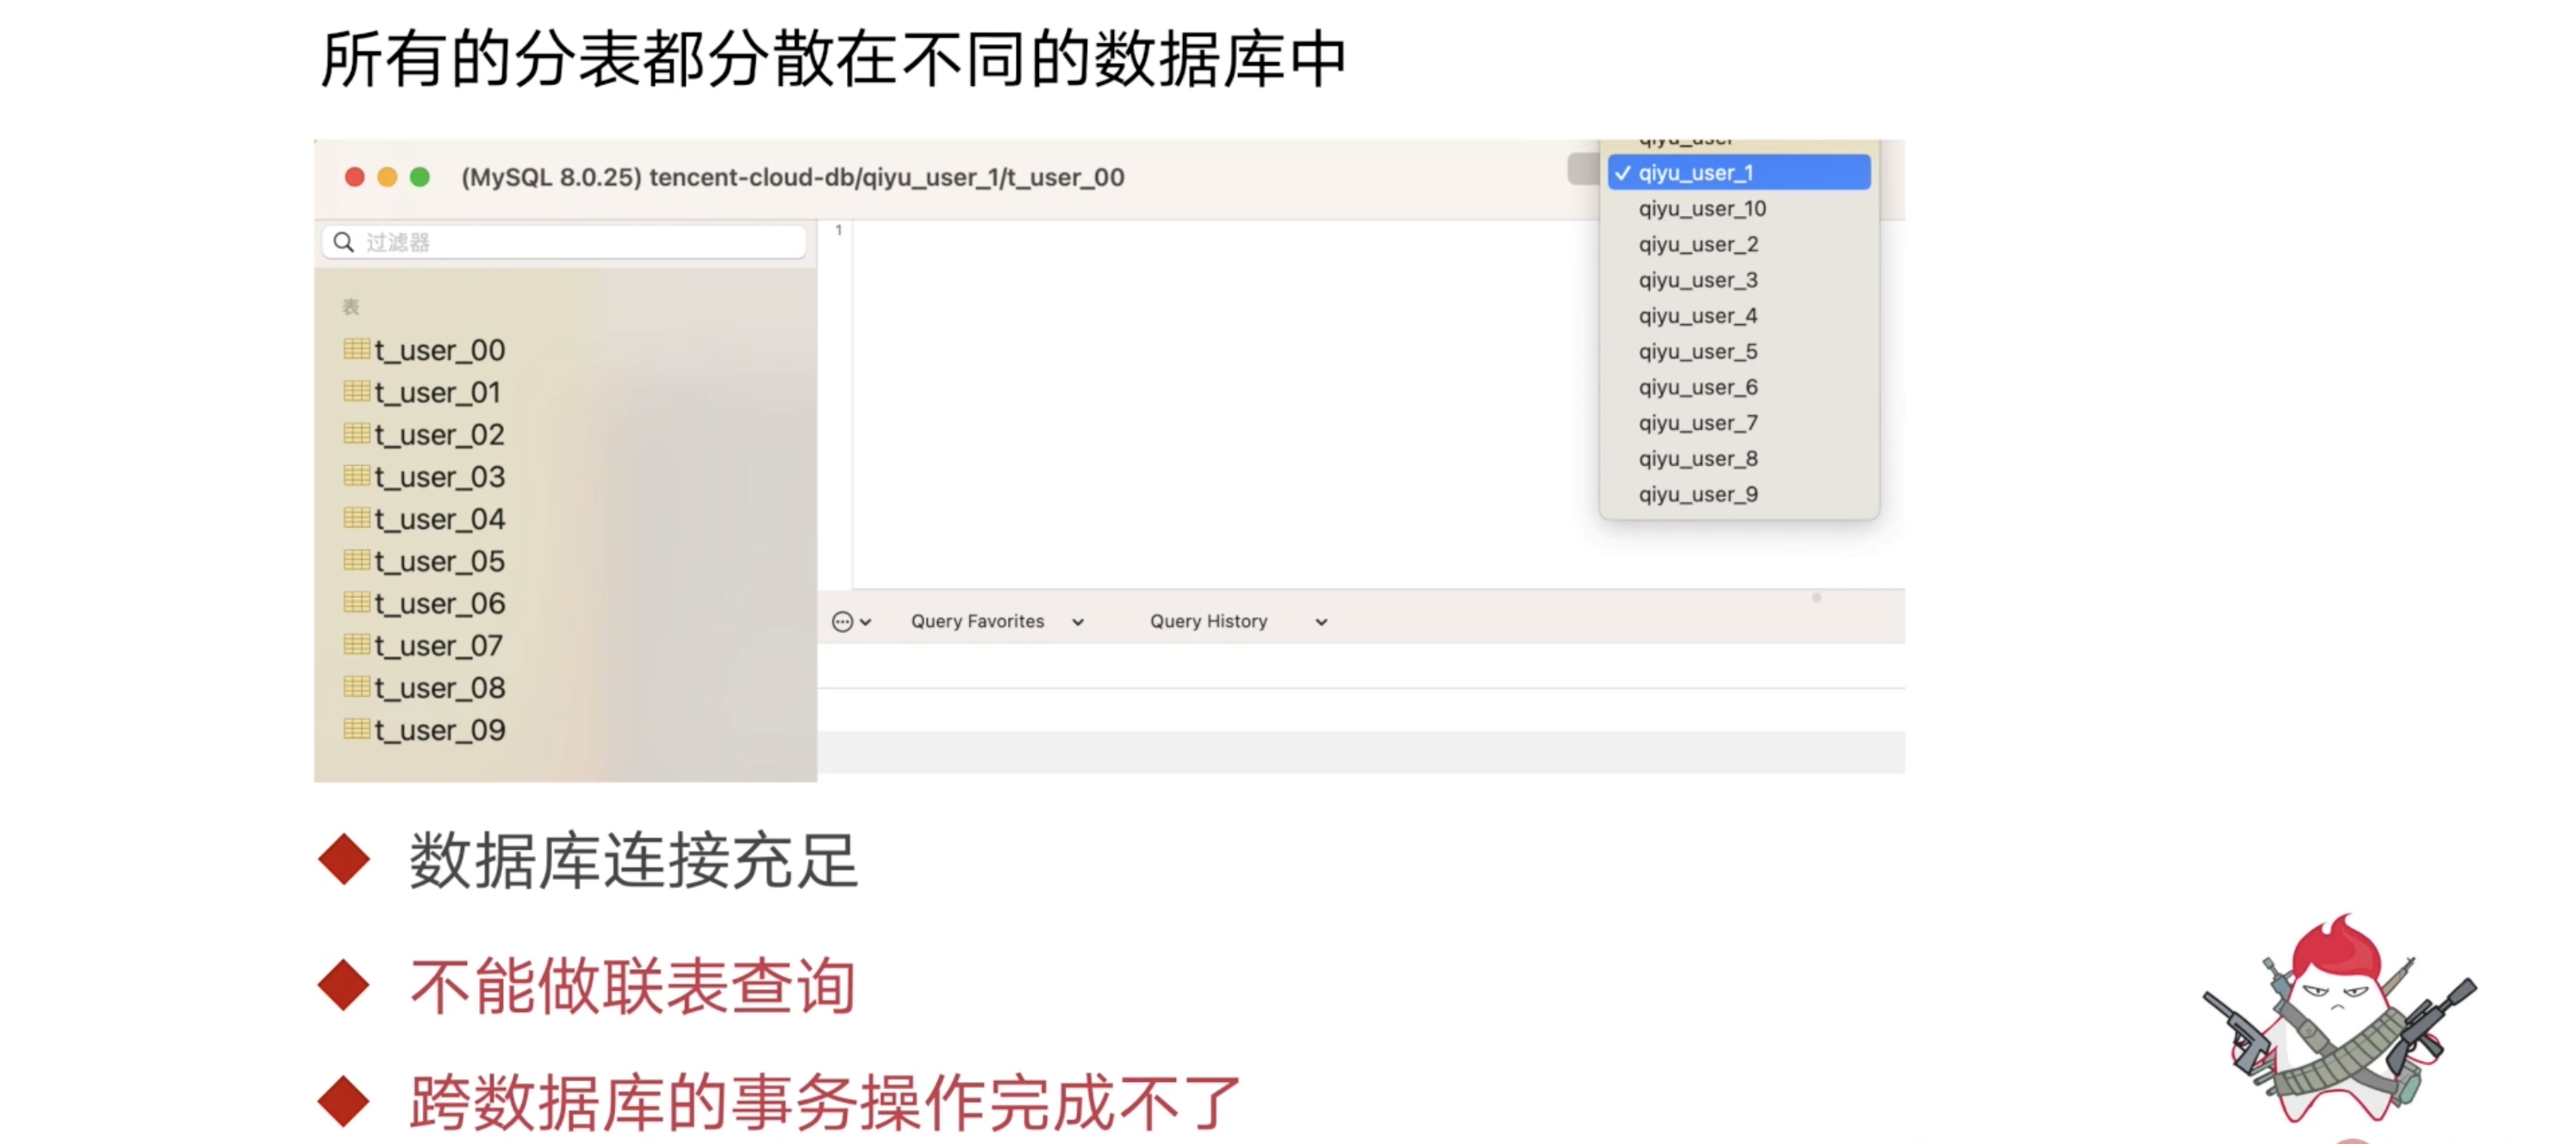 所有的分表都分散在不同的数据库中
(MySQL 8.0.25) tencent-cloud-db/qiyu_user_1/t_user_00
qiyu_user
✓ qiyu_user_1
qiyu_user_10
qiyu_user_2
qiyu_user_3
qiyu_user_4
qiyu_user_5
qiyu_user_6
qiyu_user_7
qiyu_user_8
qiyu_user_9
过滤器
1
表
t_user_00
t_user_01
t_user_02
t_user_03
t_user_04
t_user_05
t_user_06
t_user_07
t_user_08
t_user_09
Query Favorites
Query History
数据库连接充足
不能做联表查询
跨数据库的事务操作完成不了